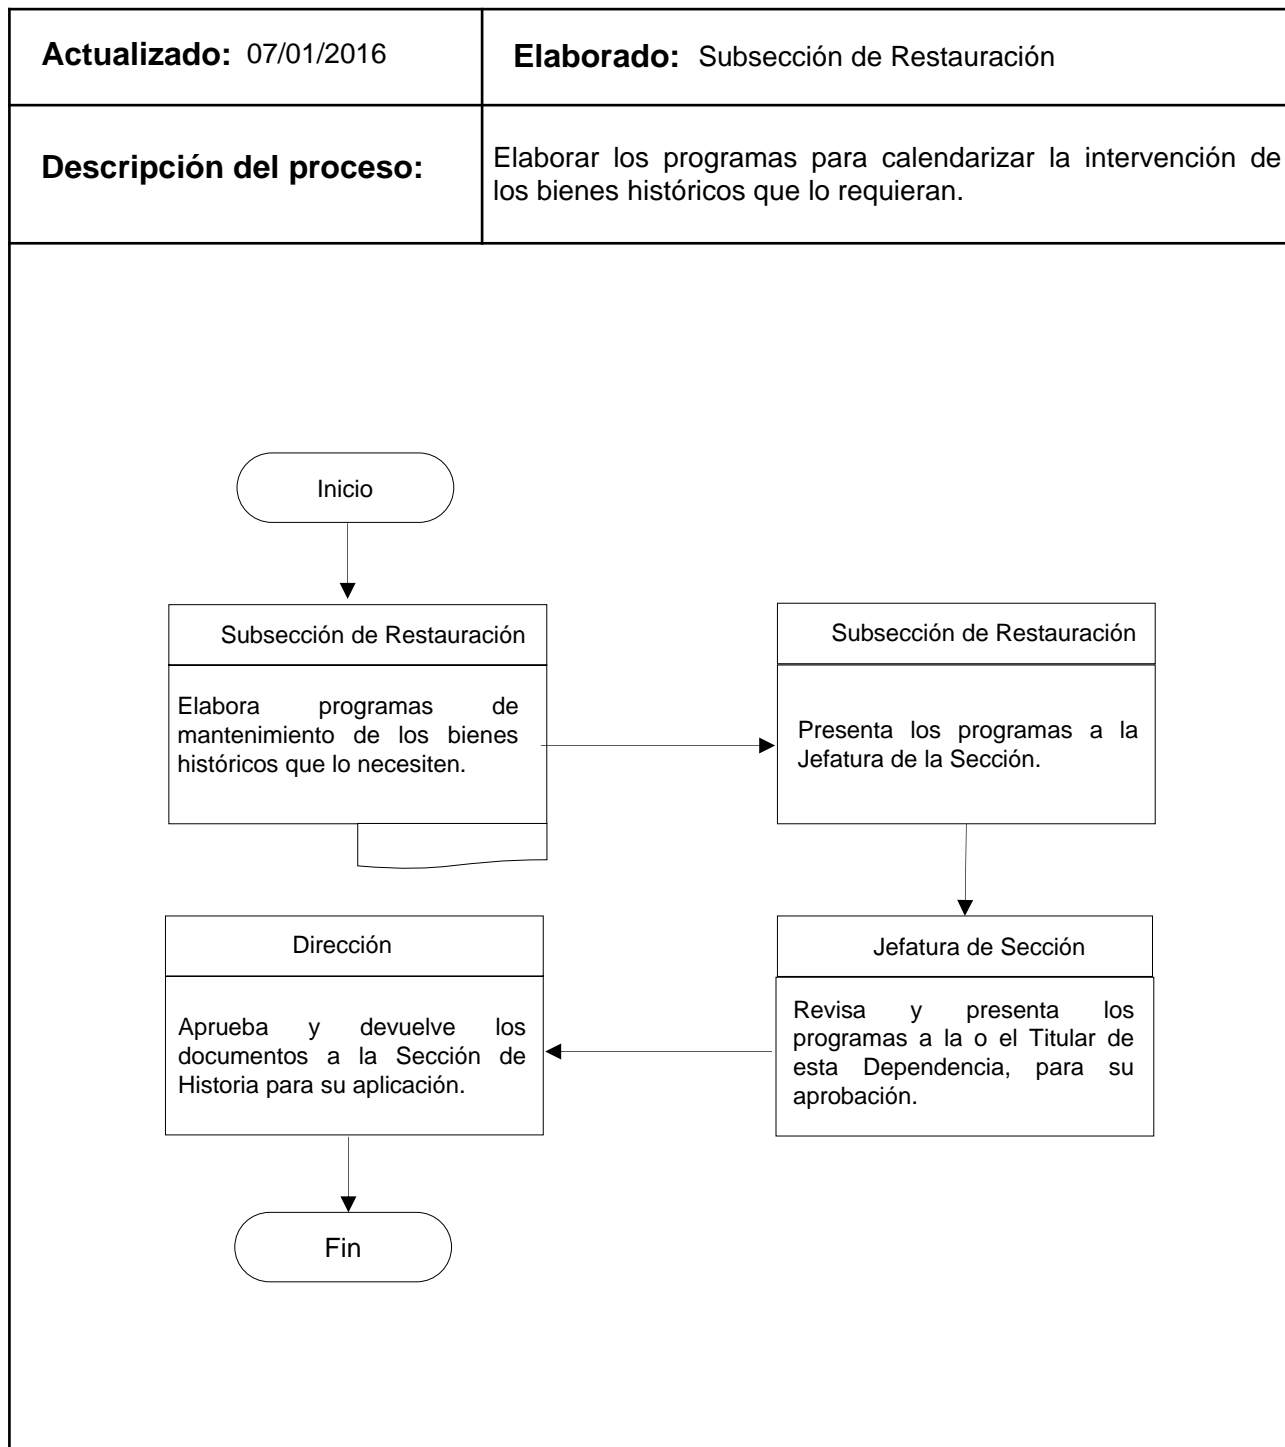 Actualizado: 07/01/2016
Elaborado: Subsección de Restauración
Descripción del proceso:
Elaborar los programas para calendarizar la intervención de
los bienes históricos que lo requieran.
Inicio
Subsección de Restauración
Elabora programas de
mantenimiento de los bienes
históricos que lo necesiten.
Subsección de Restauración
Presenta los programas a la
Jefatura de la Sección.
Jefatura de Sección
Revisa y presenta los
programas a la o el Titular de
esta Dependencia, para su
aprobación.
Dirección
Aprueba y devuelve los
documentos a la Sección de
Historia para su aplicación.
Fin